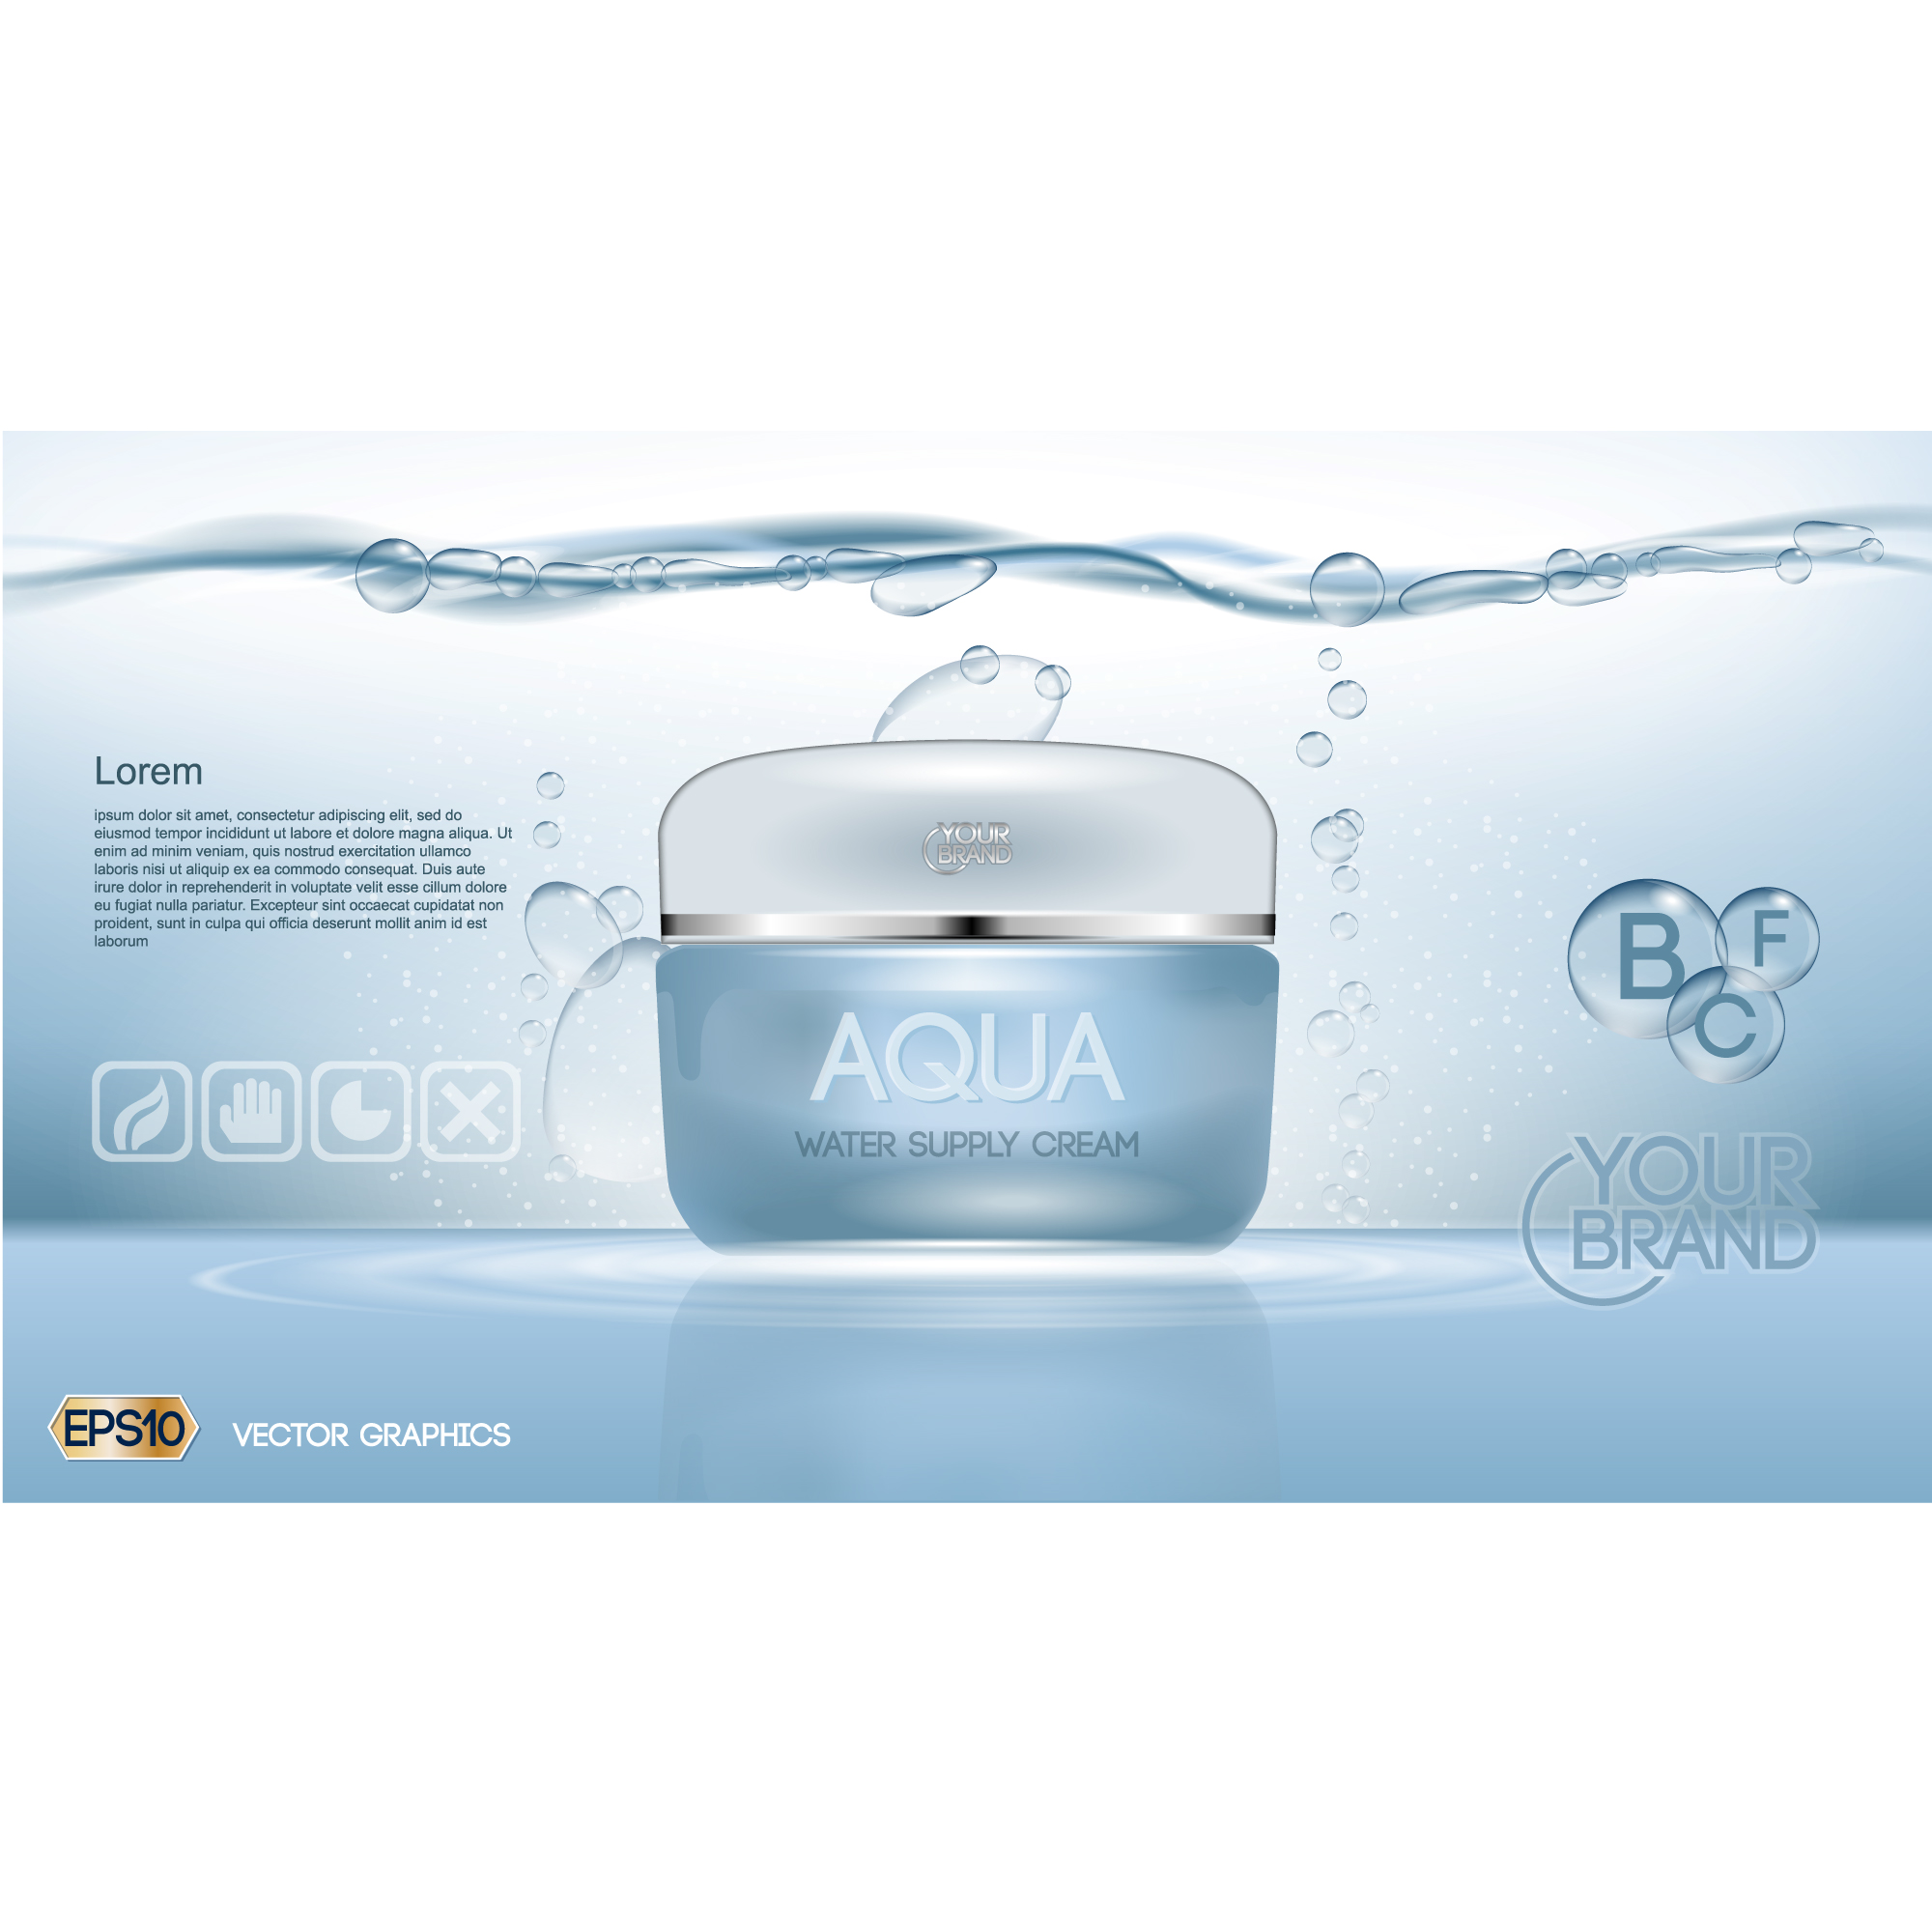 Lorem
ipsum dolor sit amet, consectetur adipiscing elit, sed do
eiusmod tempor incididunt ut labore et dolore magna aliqua. Ut
enim ad minim veniam, quis nostrud exercitation ullamco
laboris nisi ut aliquip ex ea commodo consequat. Duis aute
irure dolor in reprehenderit in voluptate velit esse cillum dolore
eu fugiat nulla pariatur. Excepteur sint occaecat cupidatat non
proident, sunt in culpa qui officia deserunt mollit anim id est
laborum
YOUR
BRAND
AQUA
WATER SUPPLY CREAM
B
F
C
YOUR
BRAND
EPS10
VECTOR GRAPHICS